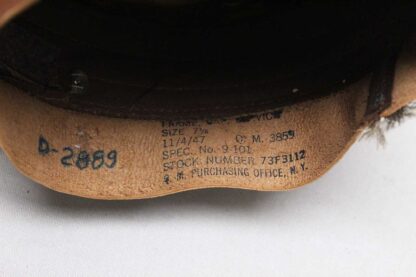 SIZE 7⅛
11/4/47 Q. M. 3859
SPEC. No. 9-101
STOCK NUMBER 73F3112
Q. M. PURCHASING OFFICE, N. Y.
D-2889